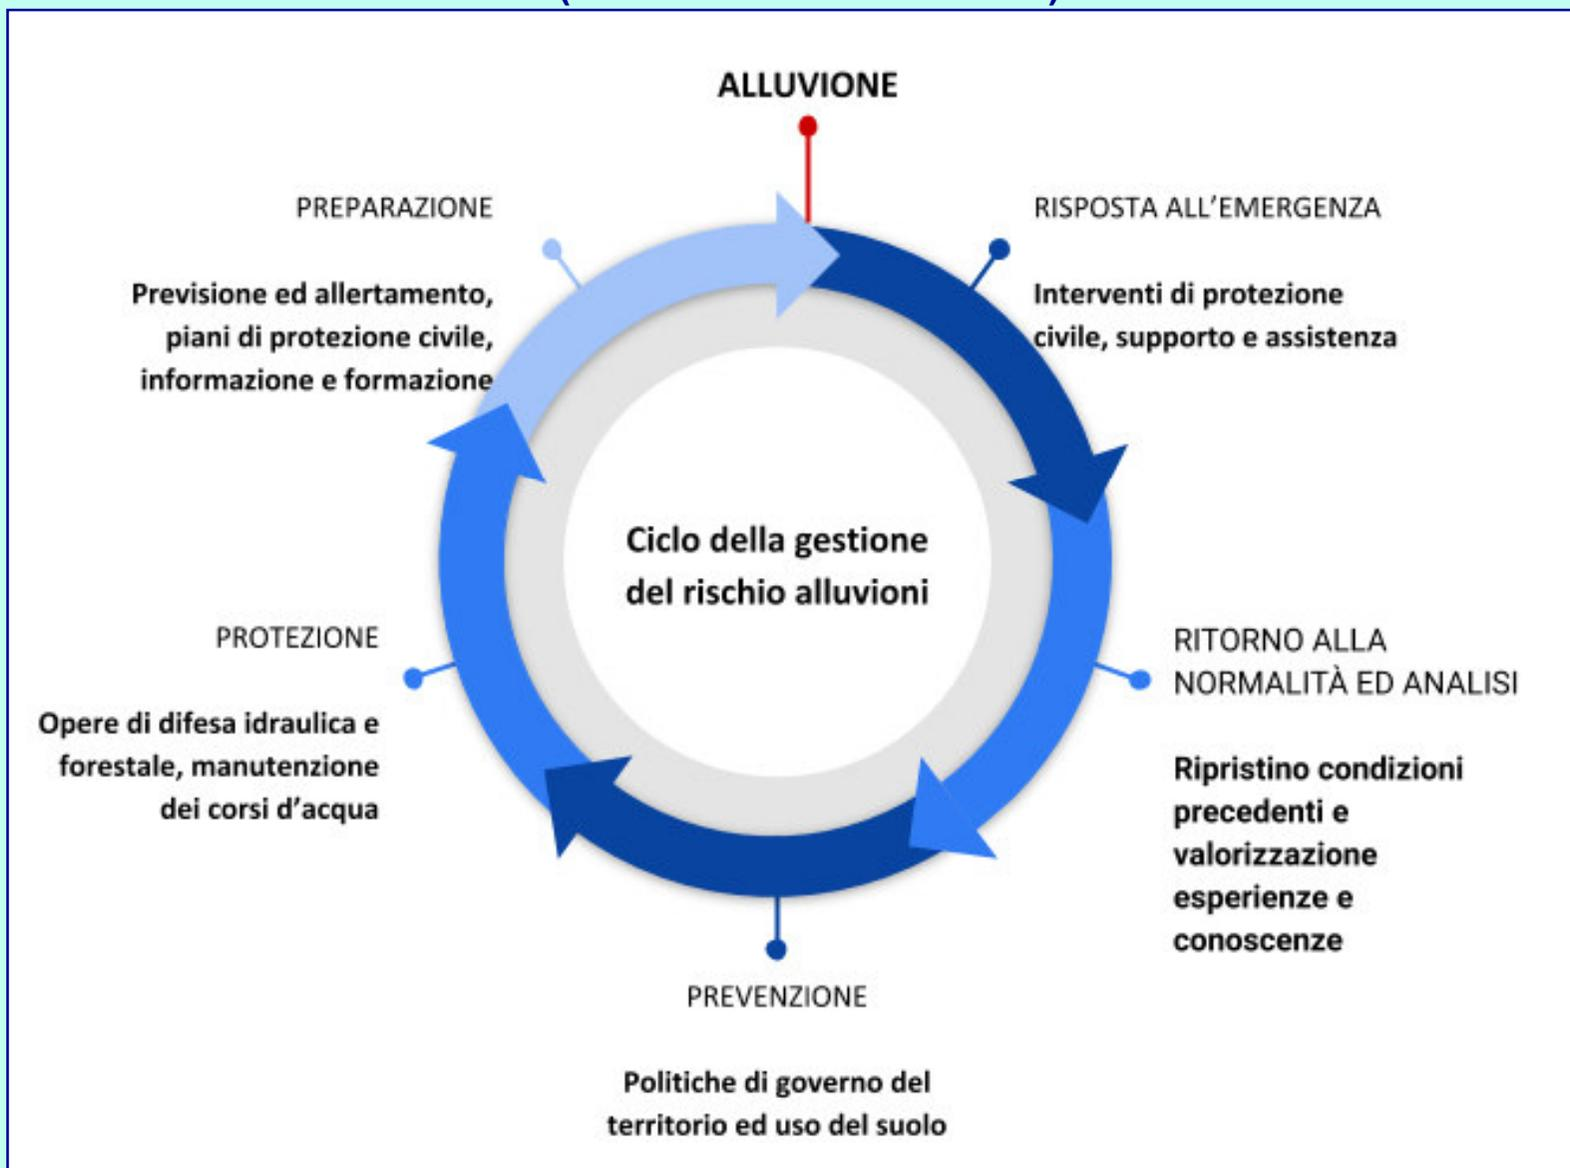 ALLUVIONE
PREPARAZIONE
Previsione ed allertamento,
piani di protezione civile,
informazione e formazione
RISPOSTA ALL’EMERGENZA
Interventi di protezione
civile, supporto e assistenza
Ciclo della gestione
del rischio alluvioni
PROTEZIONE
Opere di difesa idraulica e
forestale, manutenzione
dei corsi d’acqua
RITORNO ALLA
NORMALITÀ ED ANALISI
Ripristino condizioni
precedenti e
valorizzazione
esperienze e
conoscenze
PREVENZIONE
Politiche di governo del
territorio ed uso del suolo